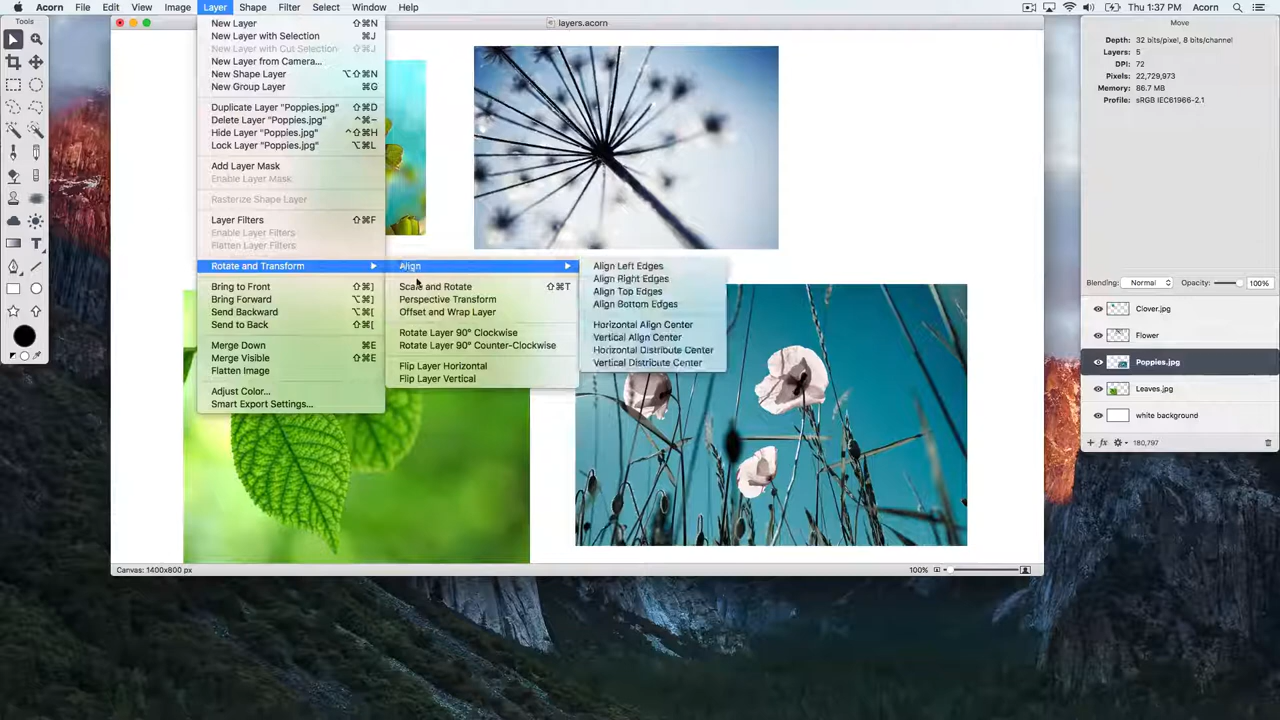 Acorn File Edit View Image Layer Shape Filter Select Window Help Thu 1:37 PM Acorn
Tools
layers.acorn
Move
New Layer ⇧⌘N
New Layer with Selection ⌘J
New Layer with Cut Selection ⇧⌘J
New Layer from Camera...
New Shape Layer ⌥⇧⌘N
New Group Layer ⌘G
Duplicate Layer "Poppies.jpg" ⇧⌘D
Delete Layer "Poppies.jpg" ^⌘-
Hide Layer "Poppies.jpg" ^⇧⌘H
Lock Layer "Poppies.jpg" ⌥⌘L
Add Layer Mask
Enable Layer Mask
Rasterize Shape Layer
Layer Filters ⇧⌘F
Enable Layer Filters
Flatten Layer Filters
Rotate and Transform
Bring to Front ⇧⌘]
Bring Forward ⌥⌘]
Send Backward ⌥⌘[
Send to Back ⇧⌘[
Merge Down ⌘E
Merge Visible ⇧⌘E
Flatten Image
Adjust Color...
Smart Export Settings...
Align
Scale and Rotate ⇧⌘T
Perspective Transform
Offset and Wrap Layer
Rotate Layer 90° Clockwise
Rotate Layer 90° Counter-Clockwise
Flip Layer Horizontal
Flip Layer Vertical
Align Left Edges
Align Right Edges
Align Top Edges
Align Bottom Edges
Horizontal Align Center
Vertical Align Center
Horizontal Distribute Center
Vertical Distribute Center
Depth: 32 bits/pixel, 8 bits/channel
Layers: 5
DPI: 72
Pixels: 22,729,973
Memory: 86.7 MB
Profile: sRGB IEC61966-2.1
Blending: Normal Opacity: 100%
Clover.jpg
Flower
Poppies.jpg
Leaves.jpg
white background
+ fx 180,797
Canvas: 1400x800 px 100%